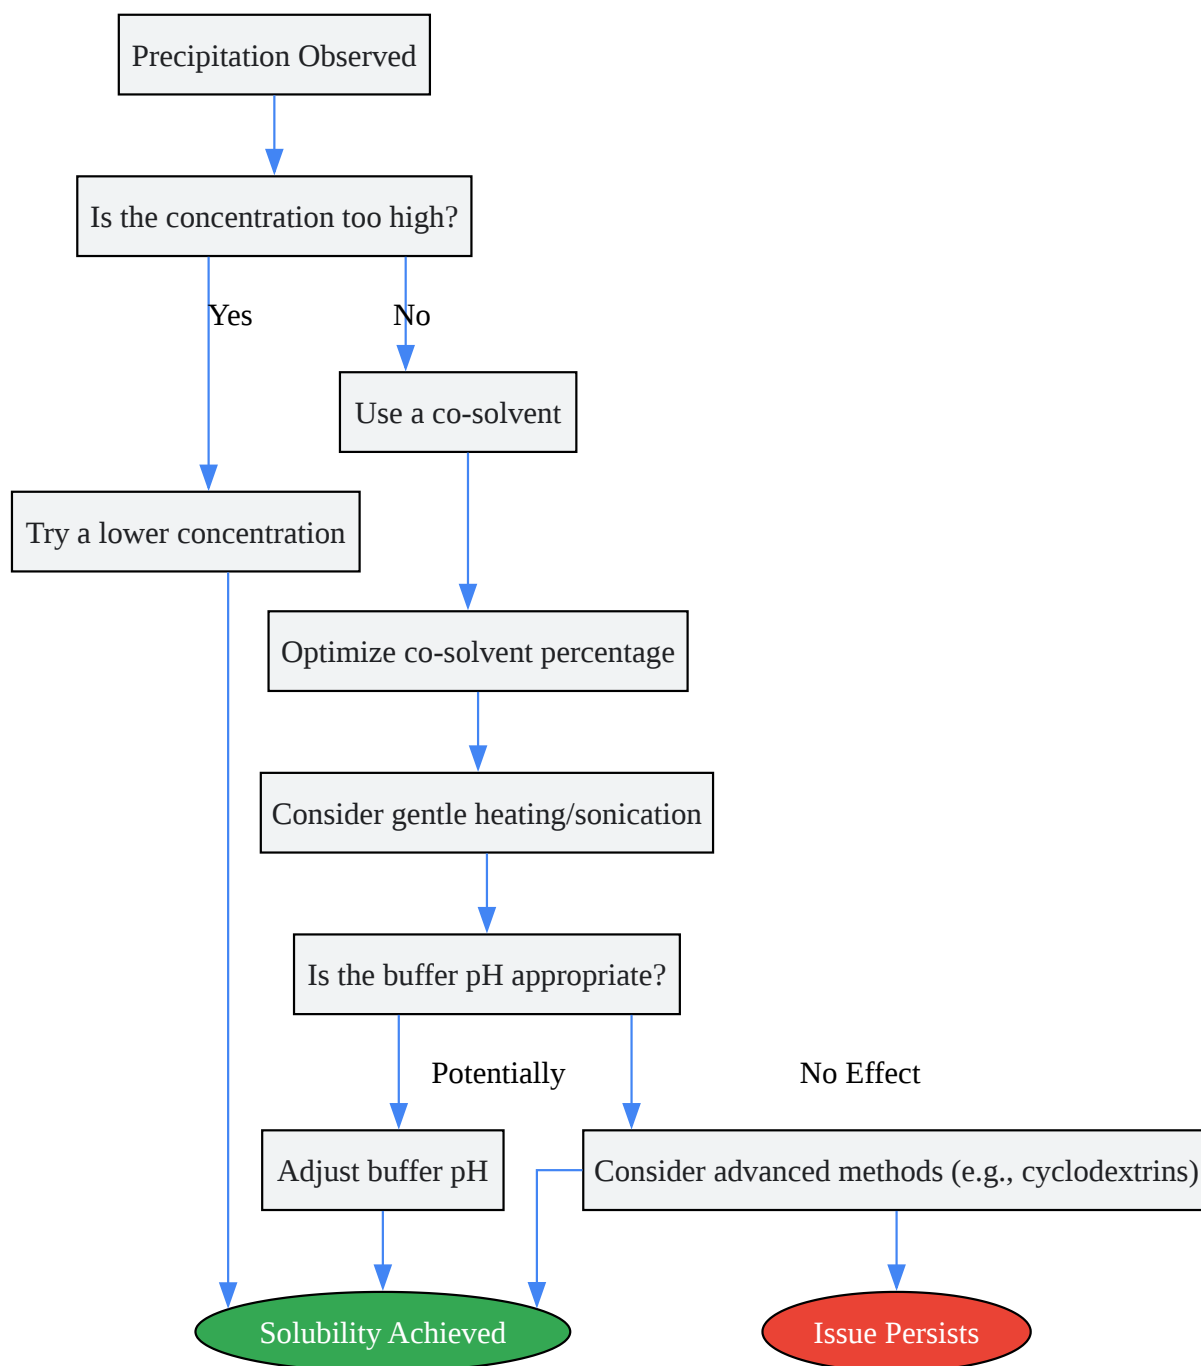 Precipitation Observed
Is the concentration too high?
Yes
No
Use a co-solvent
Try a lower concentration
Optimize co-solvent percentage
Consider gentle heating/sonication
Is the buffer pH appropriate?
Potentially
No Effect
Adjust buffer pH
Consider advanced methods (e.g., cyclodextrins)
Solubility Achieved
Issue Persists